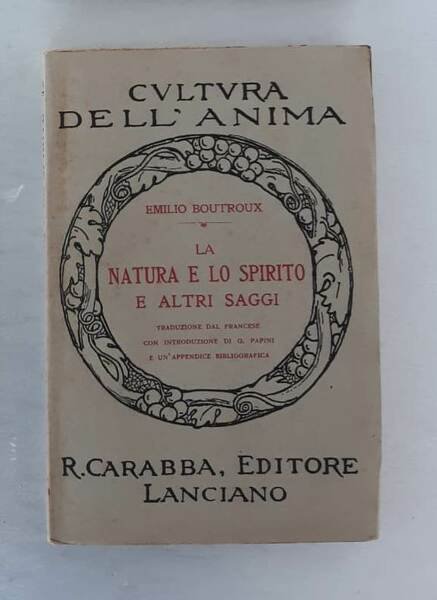 CVLTVRA
DELL' ANIMA
EMILIO BOUTROUX
LA
NATURA E LO SPIRITO
E ALTRI SAGGI
TRADUZIONE DAL FRANCESE
CON INTRODUZIONE DI G. PAPINI
E UN'APPENDICE BIBLIOGRAFICA
R. CARABBA, EDITORE
LANCIANO